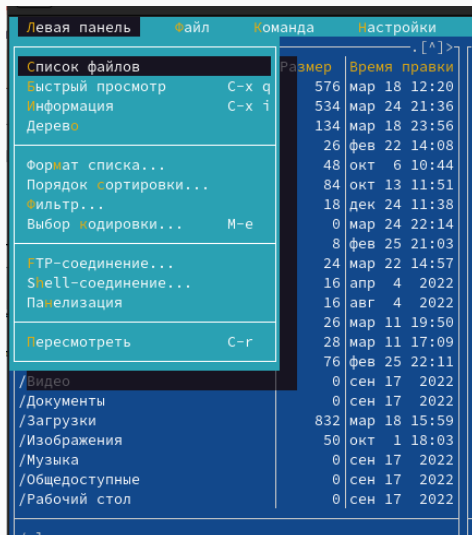 Левая панель Файл Команда Настройки
.[^]>
Список файлов Размер Время правки
Быстрый просмотр C-x q 576 мар 18 12:20
Информация C-x i 534 мар 24 21:36
Дерево 134 мар 18 23:56
26 фев 22 14:08
Формат списка... 48 окт 6 10:44
Порядок сортировки... 84 окт 13 11:51
Фильтр... 18 дек 24 11:38
Выбор кодировки... M-e 0 мар 24 22:14
8 фев 25 21:03
FTP-соединение... 24 мар 22 14:57
Shell-соединение... 16 апр 4 2022
Панелизация 16 авг 4 2022
26 мар 11 19:50
Пересмотреть C-r 28 мар 11 17:09
76 фев 25 22:11
/Видео 0 сен 17 2022
/Документы 0 сен 17 2022
/Загрузки 832 мар 18 15:59
/Изображения 50 окт 1 18:03
/Музыка 0 сен 17 2022
/Общедоступные 0 сен 17 2022
/Рабочий стол 0 сен 17 2022